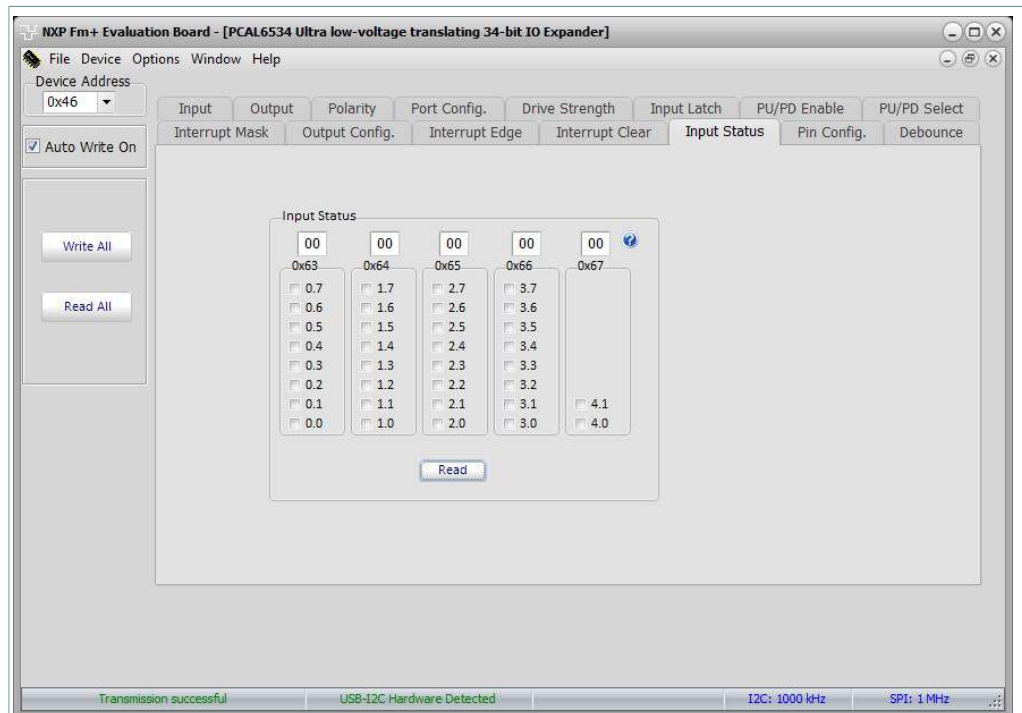 NXP Fm+ Evaluation Board - [PCAL6534 Ultra low-voltage translating 34-bit IO Expander]
File Device Options Window Help
Device Address
0x46
Auto Write On
Write All
Read All
Input Output Polarity Port Config. Drive Strength Input Latch PU/PD Enable PU/PD Select
Interrupt Mask Output Config. Interrupt Edge Interrupt Clear Input Status Pin Config. Debounce
Input Status
00 00 00 00 00
0x63 0x64 0x65 0x66 0x67
0.7 1.7 2.7 3.7
0.6 1.6 2.6 3.6
0.5 1.5 2.5 3.5
0.4 1.4 2.4 3.4
0.3 1.3 2.3 3.3
0.2 1.2 2.2 3.2
0.1 1.1 2.1 3.1 4.1
0.0 1.0 2.0 3.0 4.0
Read
Transmission successful USB-I2C Hardware Detected I2C: 1000 kHz SPI: 1 MHz